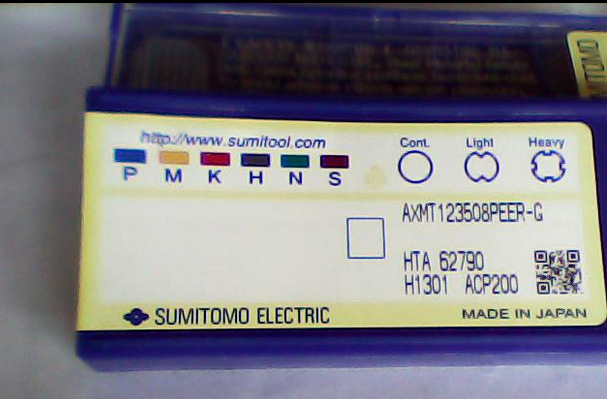 http://www.sumitool.com
P M K H N S
Cont. Light Heavy
AXMT123508PEER-G
HTA 62790
H1301 ACP200
SUMITOMO ELECTRIC
MADE IN JAPAN